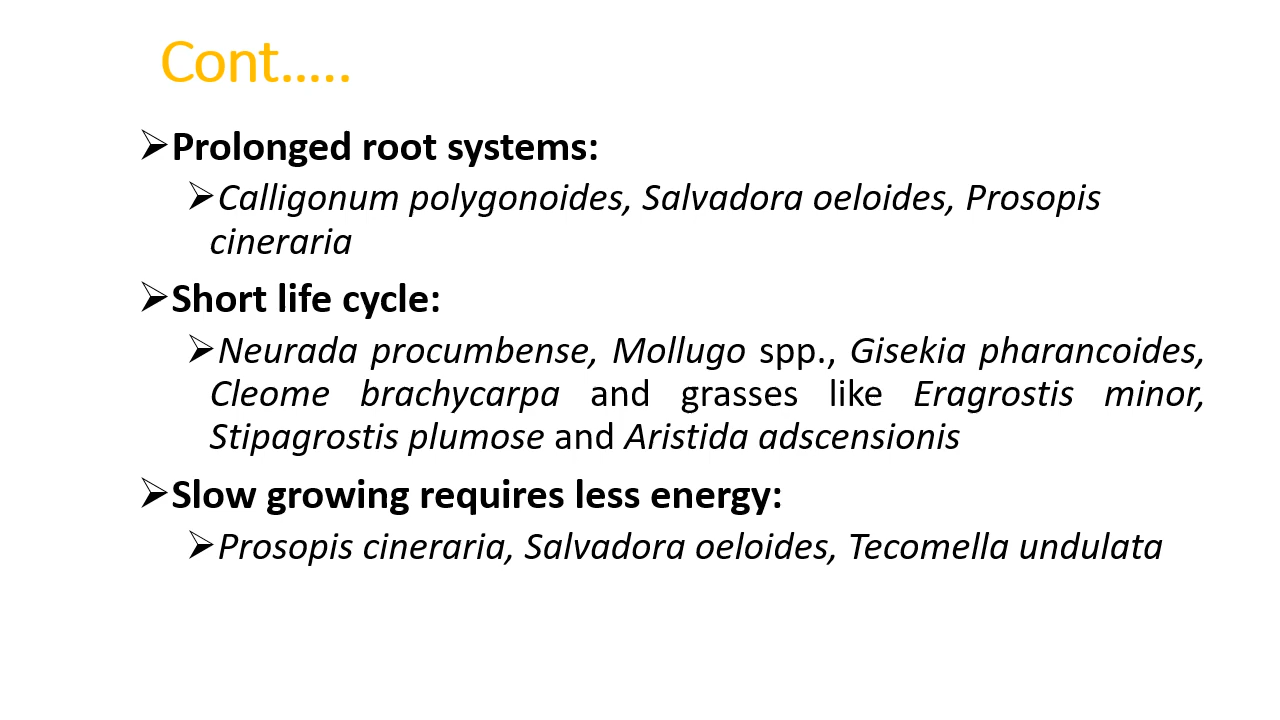 Cont…..
➢Prolonged root systems:
➢Calligonum polygonoides, Salvadora oeloides, Prosopis
cineraria
➢Short life cycle:
➢Neurada procumbense, Mollugo spp., Gisekia pharancoides,
Cleome brachycarpa and grasses like Eragrostis minor,
Stipagrostis plumose and Aristida adscensionis
➢Slow growing requires less energy:
➢Prosopis cineraria, Salvadora oeloides, Tecomella undulata